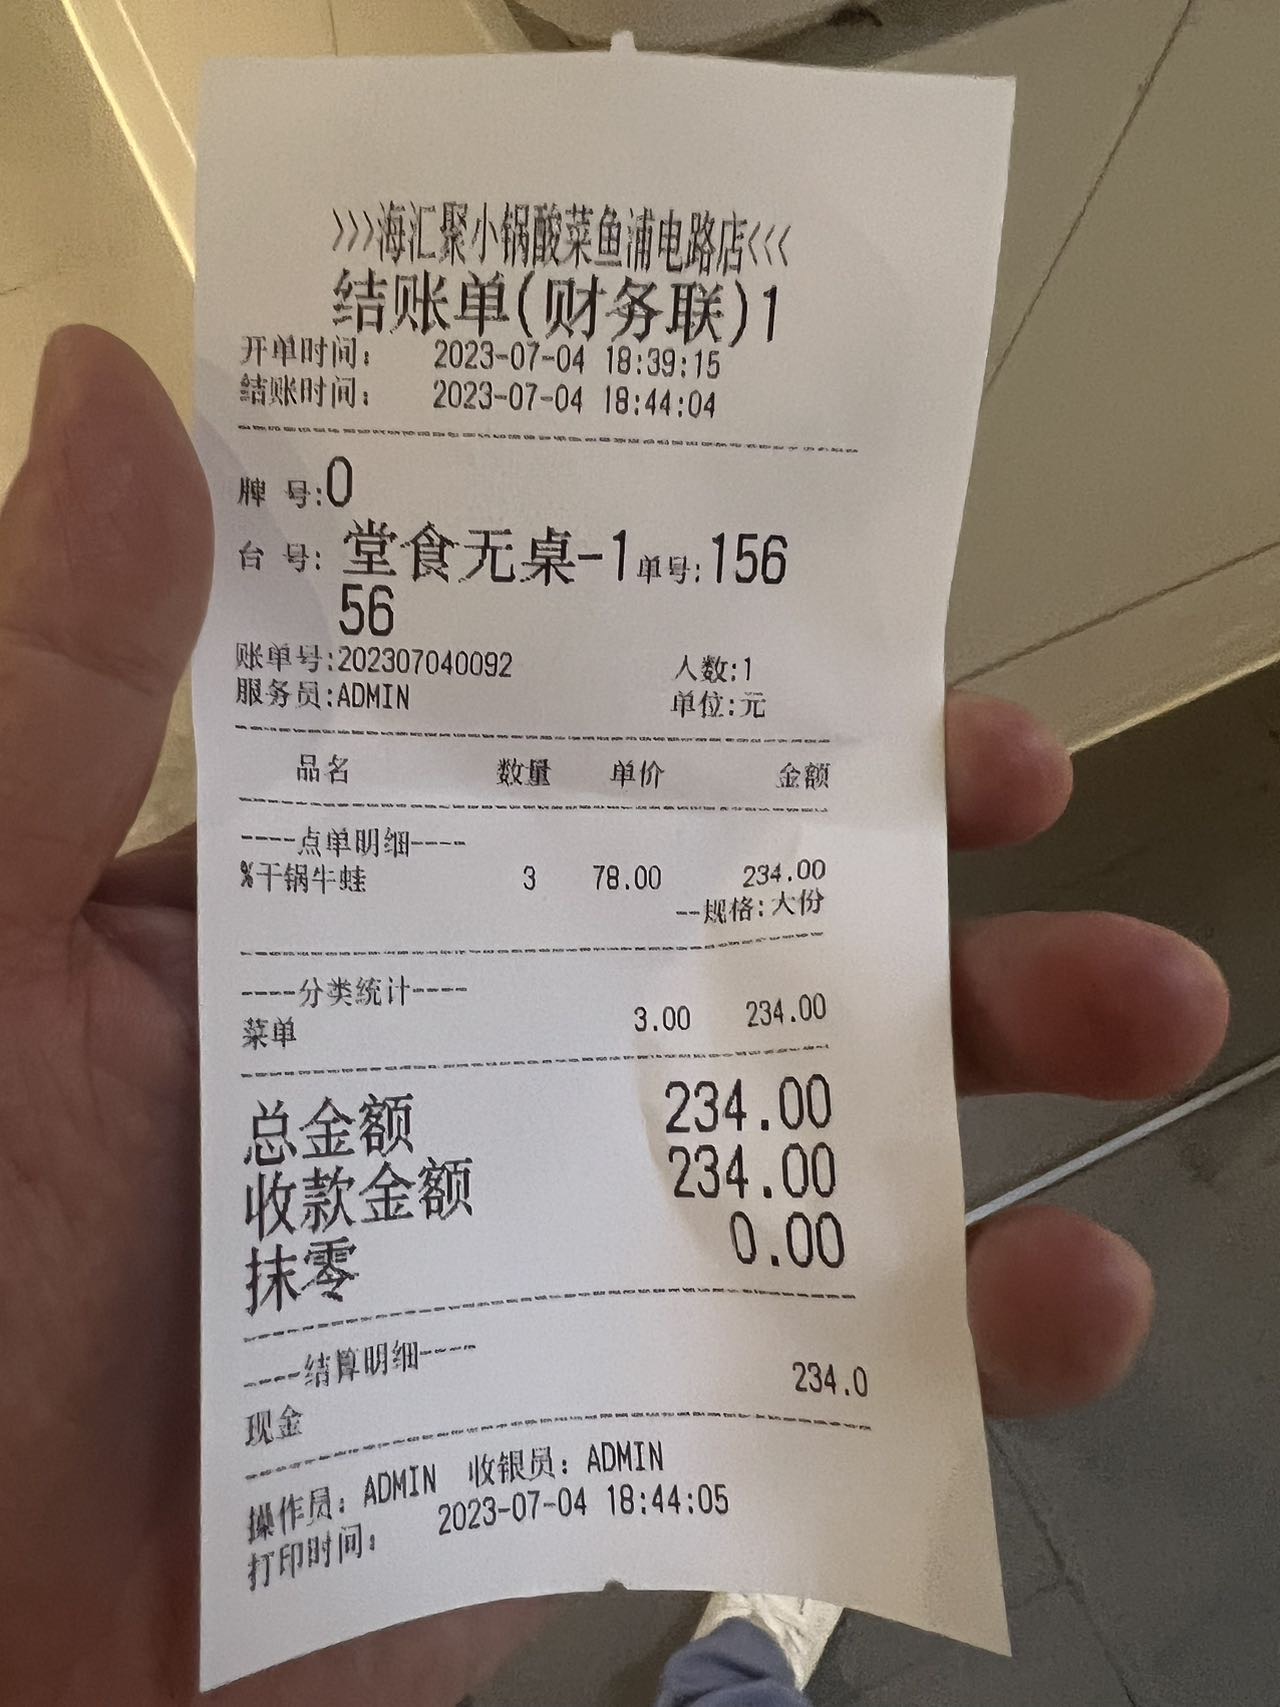 >>>海汇聚小锅酸菜鱼浦电路店<<<
结账单(财务联)1
开单时间: 2023-07-04 18:39:15
结账时间: 2023-07-04 18:44:04
牌 号:0
台 号: 堂食无桌-1 单号:156
56
账单号:202307040092 人数:1
服务员:ADMIN 单位:元
品名 数量 单价 金额
----点单明细----
%干锅牛蛙 3 78.00 234.00
--规格:大份
----分类统计----
菜单 3.00 234.00
总金额 234.00
收款金额 234.00
抹零 0.00
----结算明细----
现金 234.0
操作员: ADMIN 收银员: ADMIN
打印时间: 2023-07-04 18:44:05